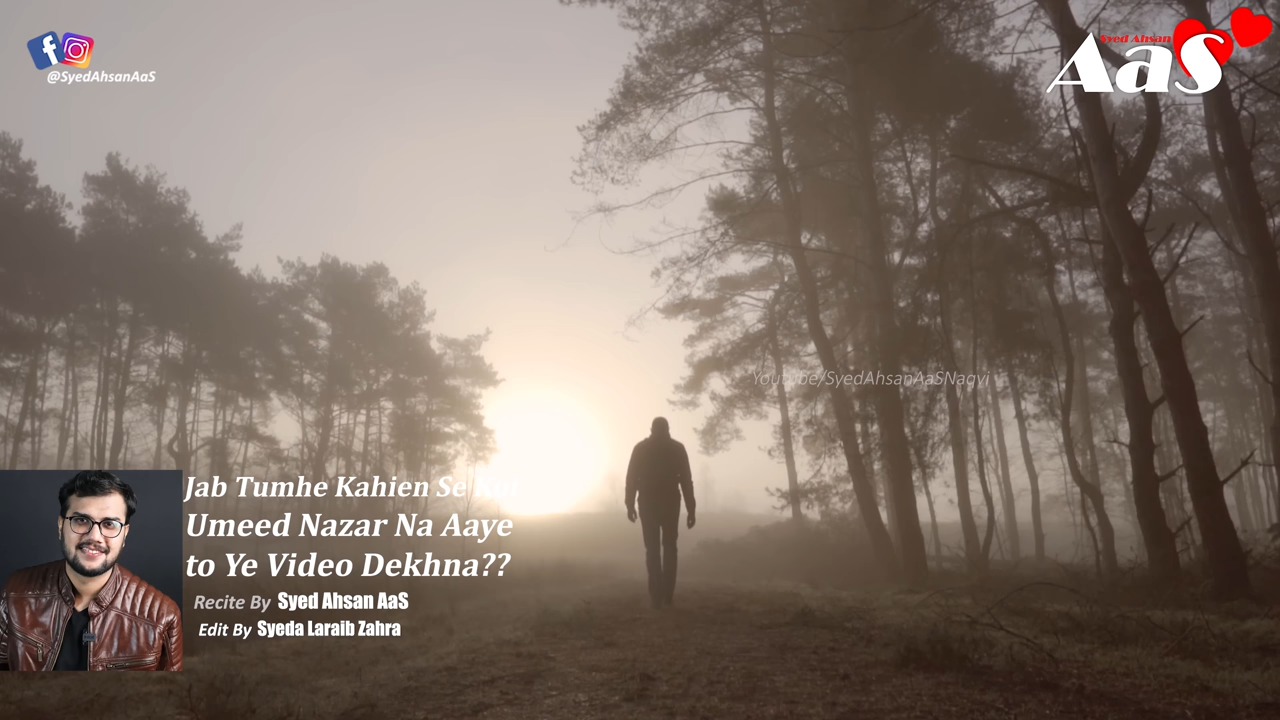 @SyedAhsanAaS
Syed Ahsan
AaS
Youtube/SyedAhsanAaSNaqvi
Jab Tumhe Kahien Se Koi
Umeed Nazar Na Aaye
to Ye Video Dekhna??
Recite By Syed Ahsan AaS
Edit By Syeda Laraib Zahra